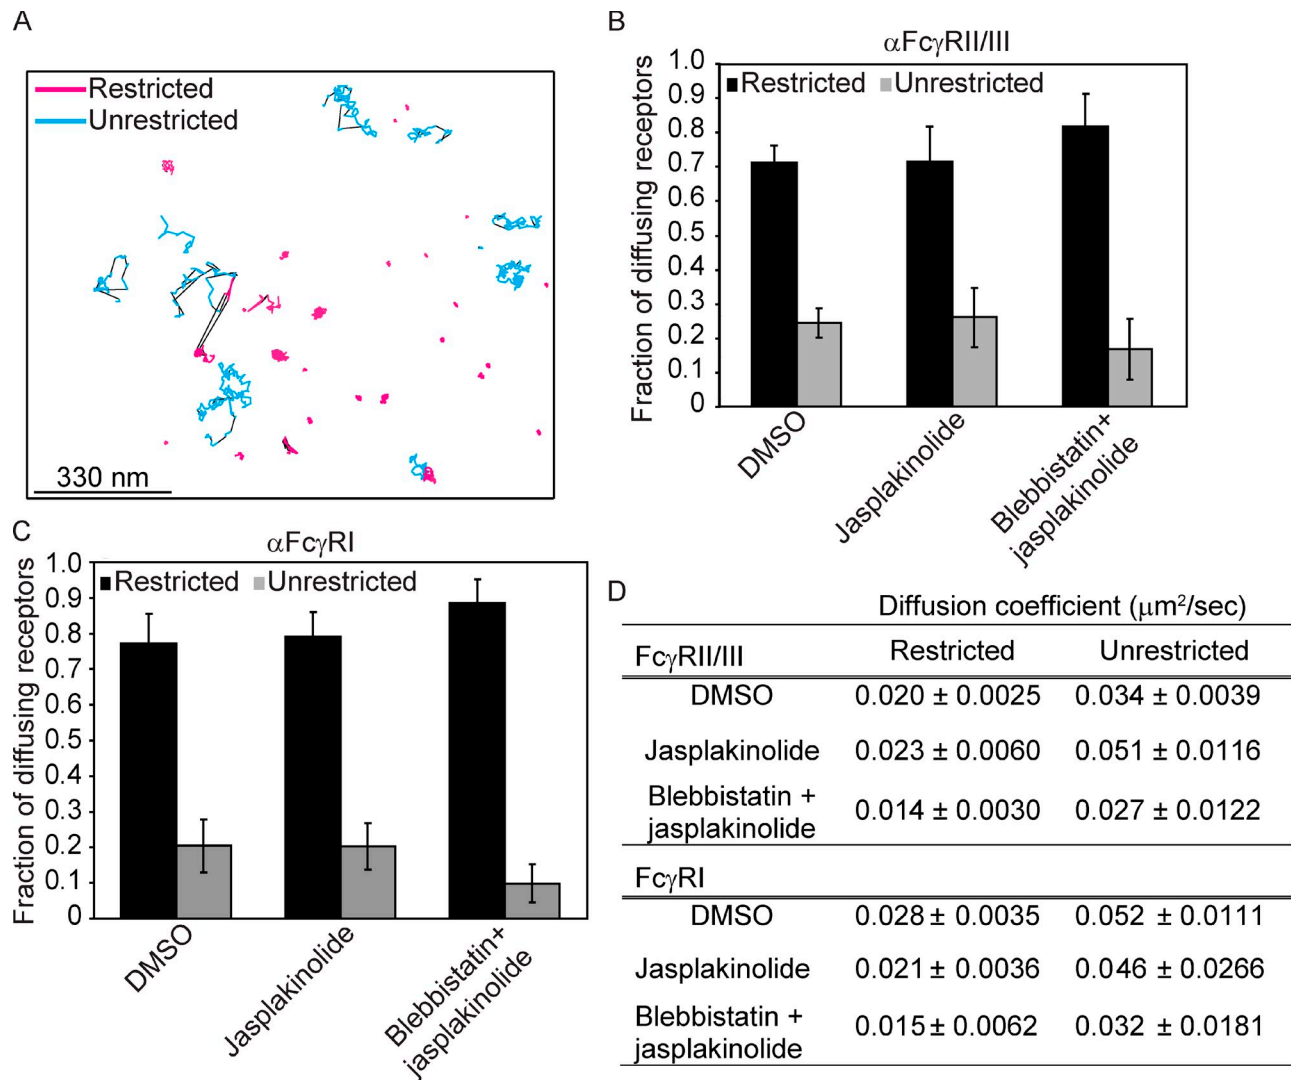 A
Restricted
Unrestricted
330 nm
B
αFcγRII/III
Restricted Unrestricted
Fraction of diffusing receptors
1.0
0.9
0.8
0.7
0.6
0.5
0.4
0.3
0.2
0.1
0
DMSO
Jasplakinolide
Blebbistatin+
jasplakinolide
C
αFcγRI
Restricted Unrestricted
Fraction of diffusing receptors
1.0
0.9
0.8
0.7
0.6
0.5
0.4
0.3
0.2
0.1
0
DMSO
Jasplakinolide
Blebbistatin+
jasplakinolide
D
Diffusion coefficient (μm²/sec)
FcγRII/III Restricted Unrestricted
DMSO 0.020 ± 0.0025 0.034 ± 0.0039
Jasplakinolide 0.023 ± 0.0060 0.051 ± 0.0116
Blebbistatin +
jasplakinolide 0.014 ± 0.0030 0.027 ± 0.0122
FcγRI
DMSO 0.028 ± 0.0035 0.052 ± 0.0111
Jasplakinolide 0.021 ± 0.0036 0.046 ± 0.0266
Blebbistatin +
jasplakinolide 0.015 ± 0.0062 0.032 ± 0.0181